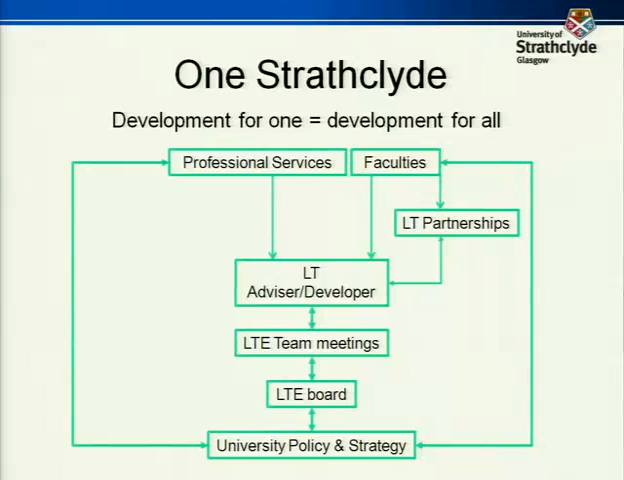 University of
Strathclyde
Glasgow
One Strathclyde
Development for one = development for all
Professional Services
Faculties
LT Partnerships
LT
Adviser/Developer
LTE Team meetings
LTE board
University Policy & Strategy